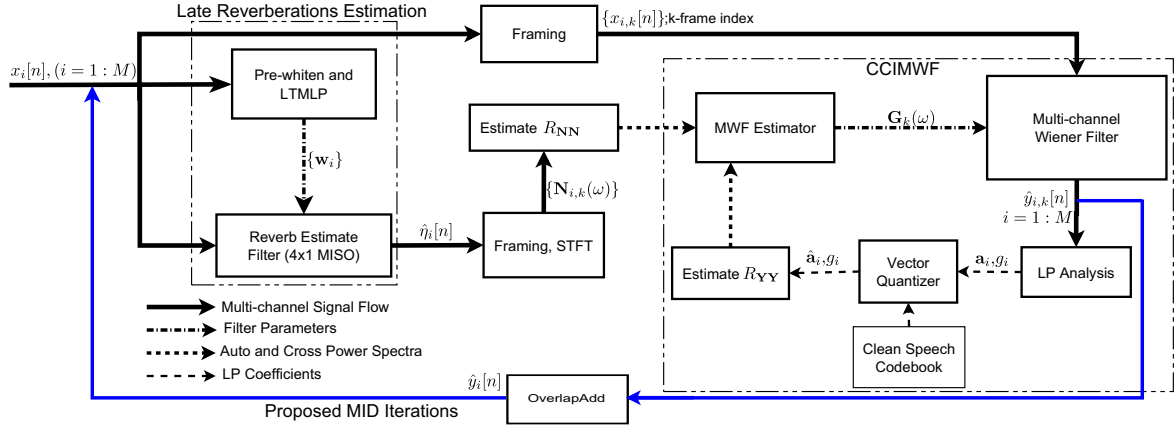 Late Reverberations Estimation
Framing
{x_{i,k}[n]};k-frame index
x_i[n], (i = 1 : M)
Pre-whiten and
LTMLP
{w_i}
Reverb Estimate
Filter (4x1 MISO)
η̂_i[n]
Framing, STFT
{N_{i,k}(ω)}
Estimate R_NN
CCIMWF
MWF Estimator
G_k(ω)
Multi-channel
Wiener Filter
ŷ_{i,k}[n]
i = 1 : M
LP Analysis
a_i,g_i
Vector
Quantizer
â_i,g_i
Estimate R_YY
Clean Speech
Codebook
Multi-channel Signal Flow
Filter Parameters
Auto and Cross Power Spectra
LP Coefficients
ŷ_i[n]
OverlapAdd
Proposed MID Iterations